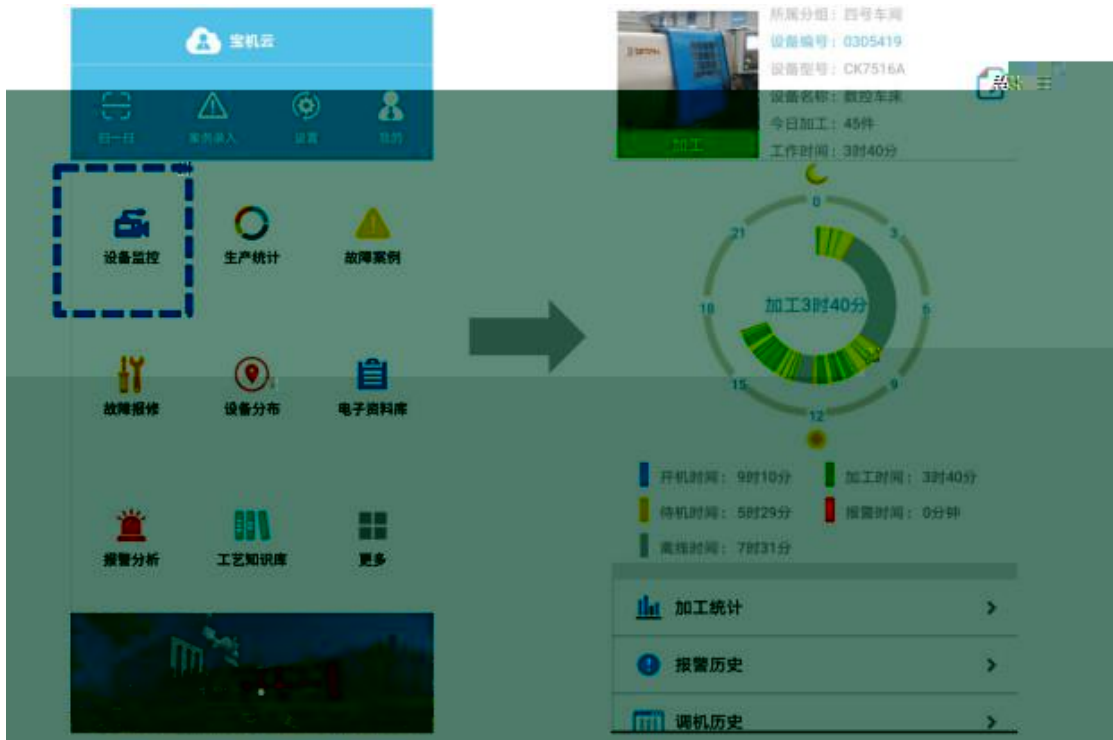 宝机云
扫一扫
案例录入
设置
我的
设备监控
生产统计
故障案例
故障报修
设备分布
电子资料库
报警分析
工艺知识库
更多
所属分组：四号车间
设备编号：0305419
设备型号：CK7516A
设备名称：数控车床
今日加工：45件
工作时间：3时40分
加工
0
3
6
9
12
15
18
21
加工3时40分
开机时间：9时10分
加工时间：3时40分
待机时间：5时29分
报警时间：0分钟
离线时间：7时31分
加工统计
报警历史
调机历史